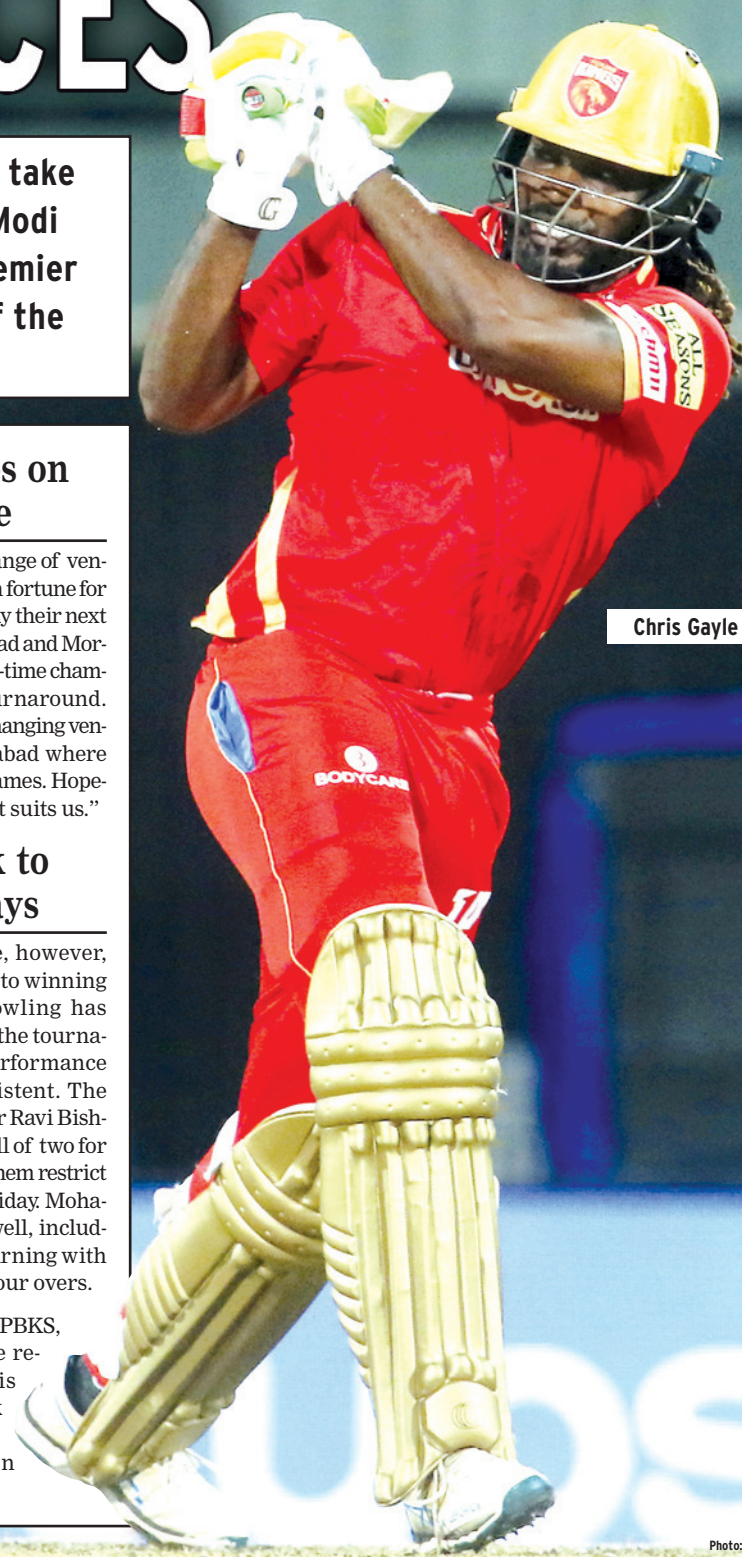 CES
take
Modi
emier
f the
s on
e
ange of ven-
n fortune for
y their next
ad and Mor-
-time cham-
urnaround.
hanging ven-
abad where
ames. Hope-
t suits us.”
k to
ays
e, however,
to winning
owling has
the tourna-
rformance
istent. The
r Ravi Bish-
ll of two for
hem restrict
iday. Moha-
vell, includ-
rning with
our overs.
PBKS,
e re-
is
k
n
G
ALL
SEASONS
Chris Gayle
BODYCARE
Photo: